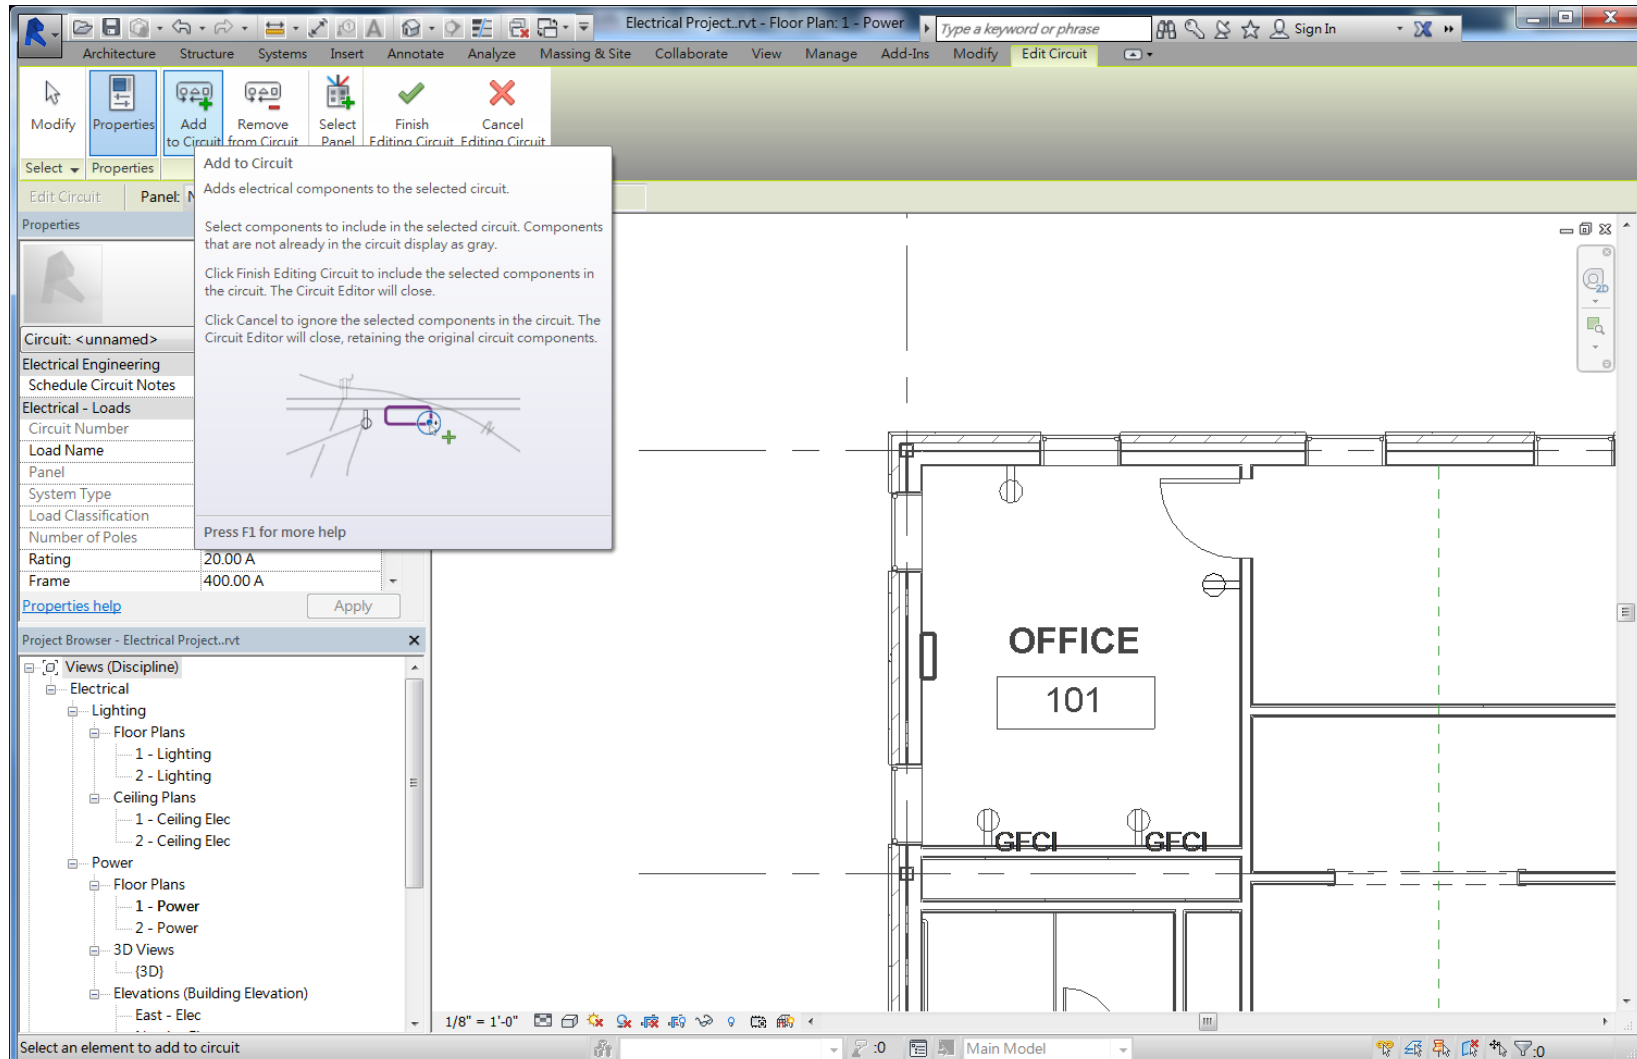 Electrical Project..rvt - Floor Plan: 1 - Power
Type a keyword or phrase
Sign In
Architecture Structure Systems Insert Annotate Analyze Massing & Site Collaborate View Manage Add-Ins Modify Edit Circuit
Modify
Properties
Add
to Circuit
Remove
from Circuit
Select
Panel
Finish
Editing Circuit
Cancel
Editing Circuit
Select
Properties
Edit Circuit
Panel:
Add to Circuit
Adds electrical components to the selected circuit.
Select components to include in the selected circuit. Components
that are not already in the circuit display as gray.
Click Finish Editing Circuit to include the selected components in
the circuit. The Circuit Editor will close.
Click Cancel to ignore the selected components in the circuit. The
Circuit Editor will close, retaining the original circuit components.
Press F1 for more help
Properties
Circuit: <unnamed>
Electrical Engineering
Schedule Circuit Notes
Electrical - Loads
Circuit Number
Load Name
Panel
System Type
Load Classification
Number of Poles
Rating 20.00 A
Frame 400.00 A
Properties help
Apply
Project Browser - Electrical Project..rvt
Views (Discipline)
Electrical
Lighting
Floor Plans
1 - Lighting
2 - Lighting
Ceiling Plans
1 - Ceiling Elec
2 - Ceiling Elec
Power
Floor Plans
1 - Power
2 - Power
3D Views
{3D}
Elevations (Building Elevation)
East - Elec
2D
OFFICE
101
GFCI
GFCI
1/8" = 1'-0"
Select an element to add to circuit
:0
Main Model
:0